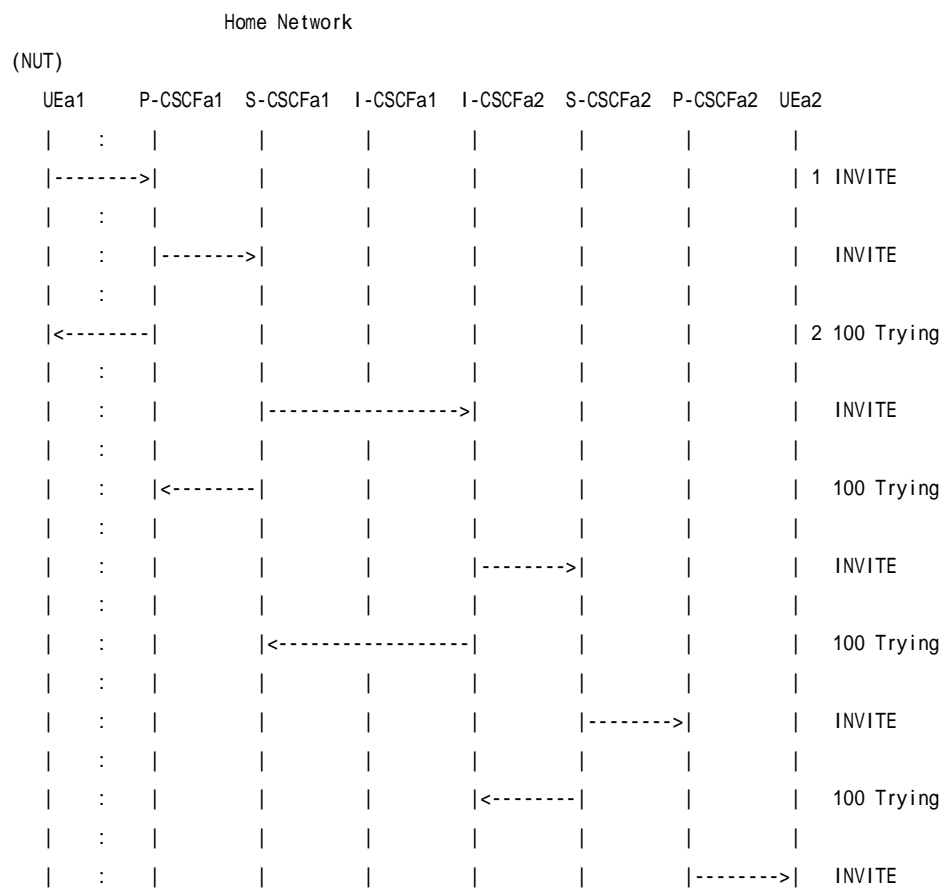 Home Network
(NUT)
UEa1 P-CSCFa1 S-CSCFa1 I-CSCFa1 I-CSCFa2 S-CSCFa2 P-CSCFa2 UEa2
| : | | | | | | |
|-------->| | | | | | | 1 INVITE
| : | | | | | | |
| : |-------->| | | | | | INVITE
| : | | | | | | |
|<--------| | | | | | | 2 100 Trying
| : | | | | | | |
| : | |------------------>| | | | INVITE
| : | | | | | | |
| : |<--------| | | | | | 100 Trying
| : | | | | | | |
| : | | | |-------->| | | INVITE
| : | | | | | | |
| : | |<------------------| | | | 100 Trying
| : | | | | | | |
| : | | | | |-------->| | INVITE
| : | | | | | | |
| : | | | |<--------| | | 100 Trying
| : | | | | | | |
| : | | | | | |-------->| INVITE